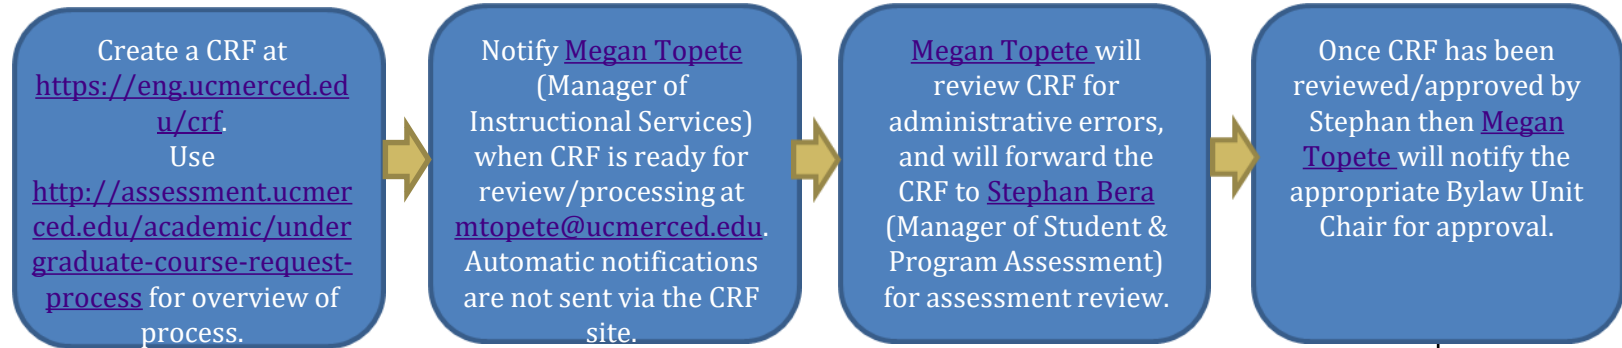 Create a CRF at
https://eng.ucmerced.ed
u/crf.
Use
http://assessment.ucmer
ced.edu/academic/under
graduate-course-request-
process for overview of
process.
Notify Megan Topete
(Manager of
Instructional Services)
when CRF is ready for
review/processing at
mtopete@ucmerced.edu.
Automatic notifications
are not sent via the CRF
site.
Megan Topete will
review CRF for
administrative errors,
and will forward the
CRF to Stephan Bera
(Manager of Student &
Program Assessment)
for assessment review.
Once CRF has been
reviewed/approved by
Stephan then Megan
Topete will notify the
appropriate Bylaw Unit
Chair for approval.